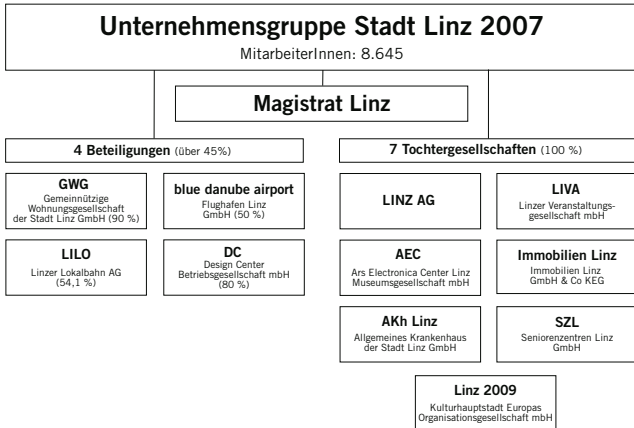 Unternehmensgruppe Stadt Linz 2007
MitarbeiterInnen: 8.645
Magistrat Linz
4 Beteiligungen (über 45%)
GWG
Gemeinnützige
Wohnungsgesellschaft
der Stadt Linz GmbH (90 %)
blue danube airport
Flughafen Linz
GmbH (50 %)
LILO
Linzer Lokalbahn AG
(54,1 %)
DC
Design Center
Betriebsgesellschaft mbH
(80 %)
7 Tochtergesellschaften (100 %)
LINZ AG
LIVA
Linzer Veranstaltungs-
gesellschaft mbH
AEC
Ars Electronica Center Linz
Museumsgesellschaft mbH
Immobilien Linz
Immobilien Linz
GmbH & Co KEG
AKh Linz
Allgemeines Krankenhaus
der Stadt Linz GmbH
SZL
Seniorenzentren Linz
GmbH
Linz 2009
Kulturhauptstadt Europas
Organisationsgesellschaft mbH